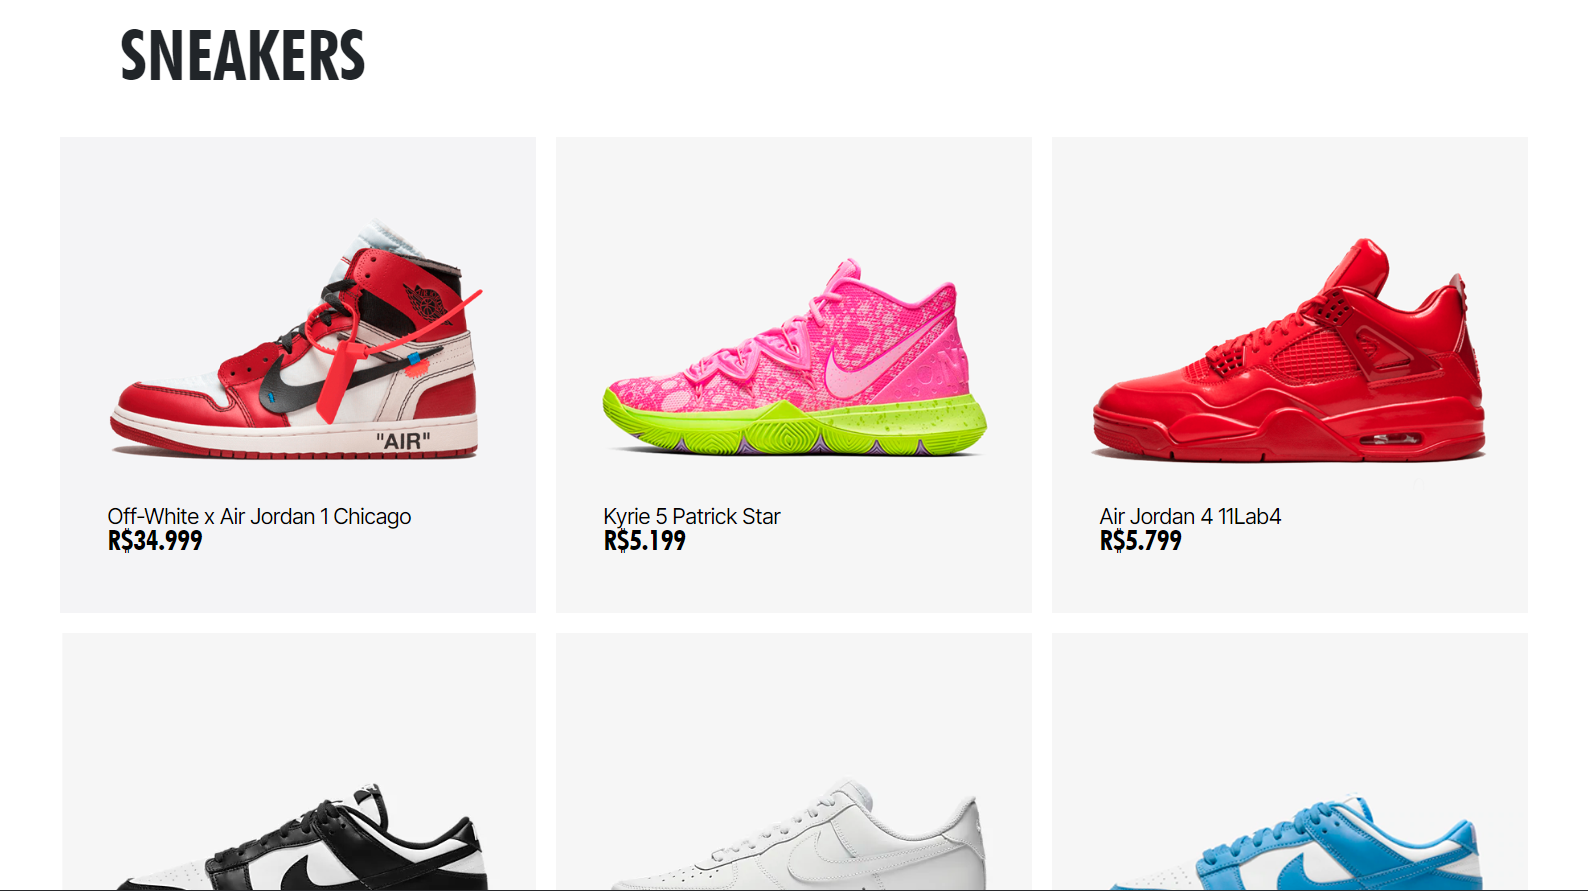 SNEAKERS
"AIR"
Off-White x Air Jordan 1 Chicago
R$34.999
Kyrie 5 Patrick Star
R$5.199
Air Jordan 4 11Lab4
R$5.799